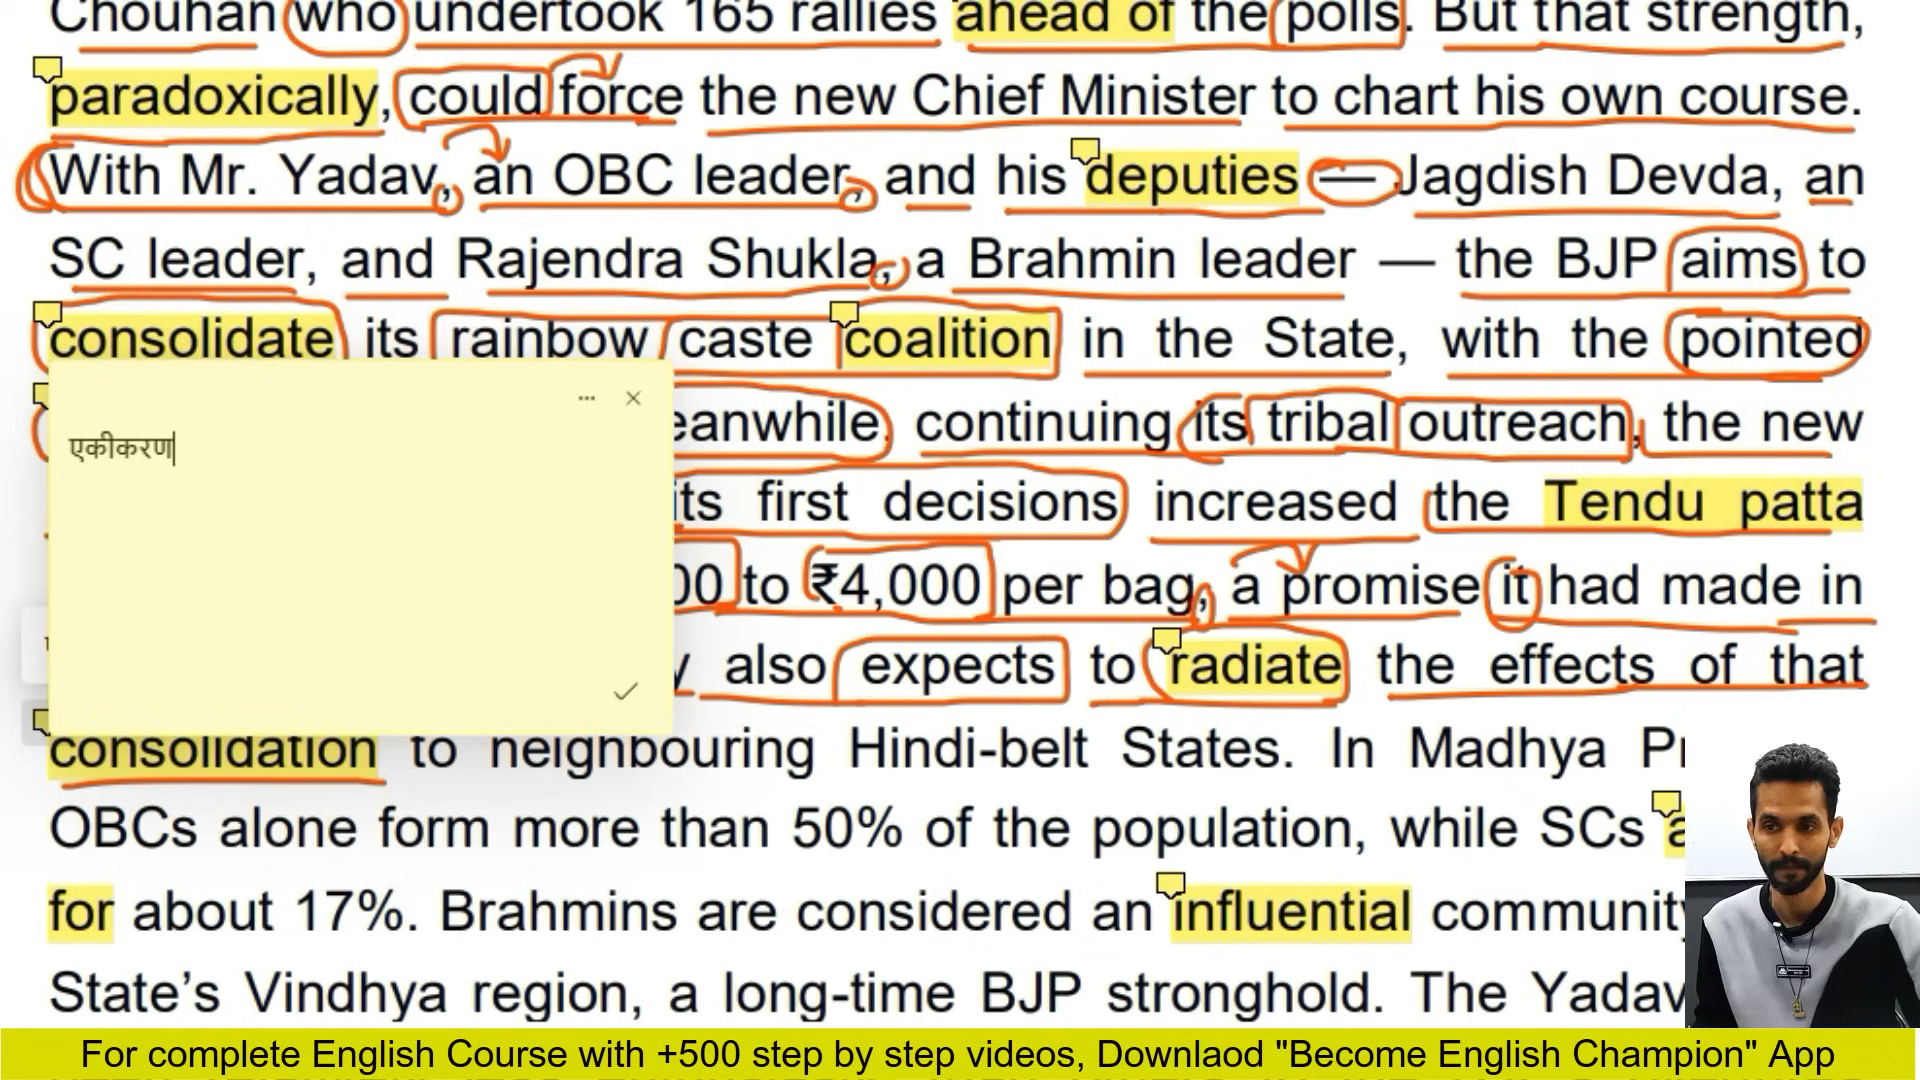 Chouhan who undertook 165 rallies ahead of the polls. But that strength,
paradoxically, could force the new Chief Minister to chart his own course.
With Mr. Yadav, an OBC leader, and his deputies — Jagdish Devda, an
SC leader, and Rajendra Shukla, a Brahmin leader — the BJP aims to
consolidate its rainbow caste coalition in the State, with the pointed
eanwhile, continuing its tribal outreach, the new
एकीकरण
its first decisions increased the Tendu patta
00 to ₹4,000 per bag, a promise it had made in
y also expects to radiate the effects of that
consolidation to neighbouring Hindi-belt States. In Madhya Pr
OBCs alone form more than 50% of the population, while SCs a
for about 17%. Brahmins are considered an influential community
State’s Vindhya region, a long-time BJP stronghold. The Yadav
For complete English Course with +500 step by step videos, Downlaod "Become English Champion" App